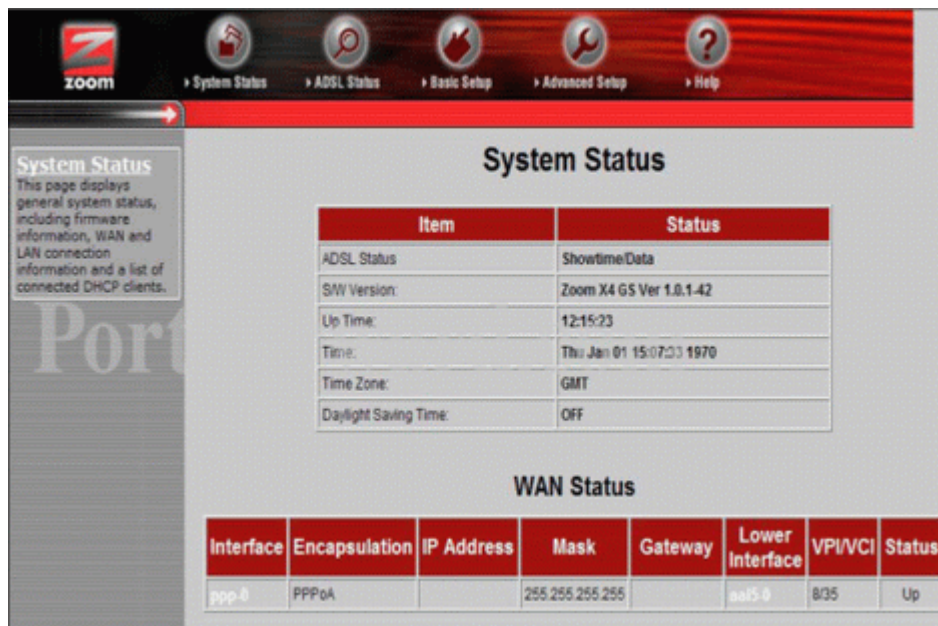 zoom
System Status
ADSL Status
Basic Setup
Advanced Setup
Help
System Status
This page displays
general system status,
including firmware
information, WAN and
LAN connection
information and a list of
connected DHCP clients.
Port
System Status
Item Status
ADSL Status Showtime/Data
S/W Version: Zoom X4 GS Ver 1.0.1-42
Up Time: 12:15:23
Time: Thu Jan 01 15:07:33 1970
Time Zone: GMT
Daylight Saving Time: OFF
WAN Status
Interface Encapsulation IP Address Mask Gateway Lower Interface VPI/VCI Status
ppp-0 PPPoA 255.255.255.255 aal5-0 8/35 Up